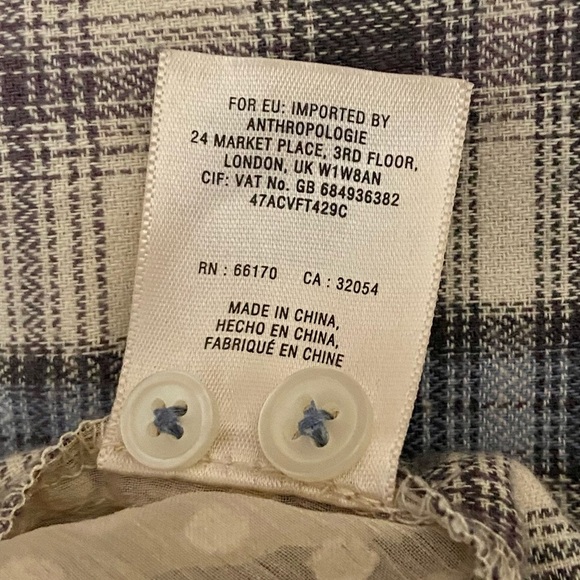 FOR EU: IMPORTED BY
ANTHROPOLOGIE
24 MARKET PLACE, 3RD FLOOR,
LONDON, UK W1W8AN
CIF: VAT No. GB 684936382
47ACVFT429C
RN : 66170 CA : 32054
MADE IN CHINA,
HECHO EN CHINA,
FABRIQUÉ EN CHINE